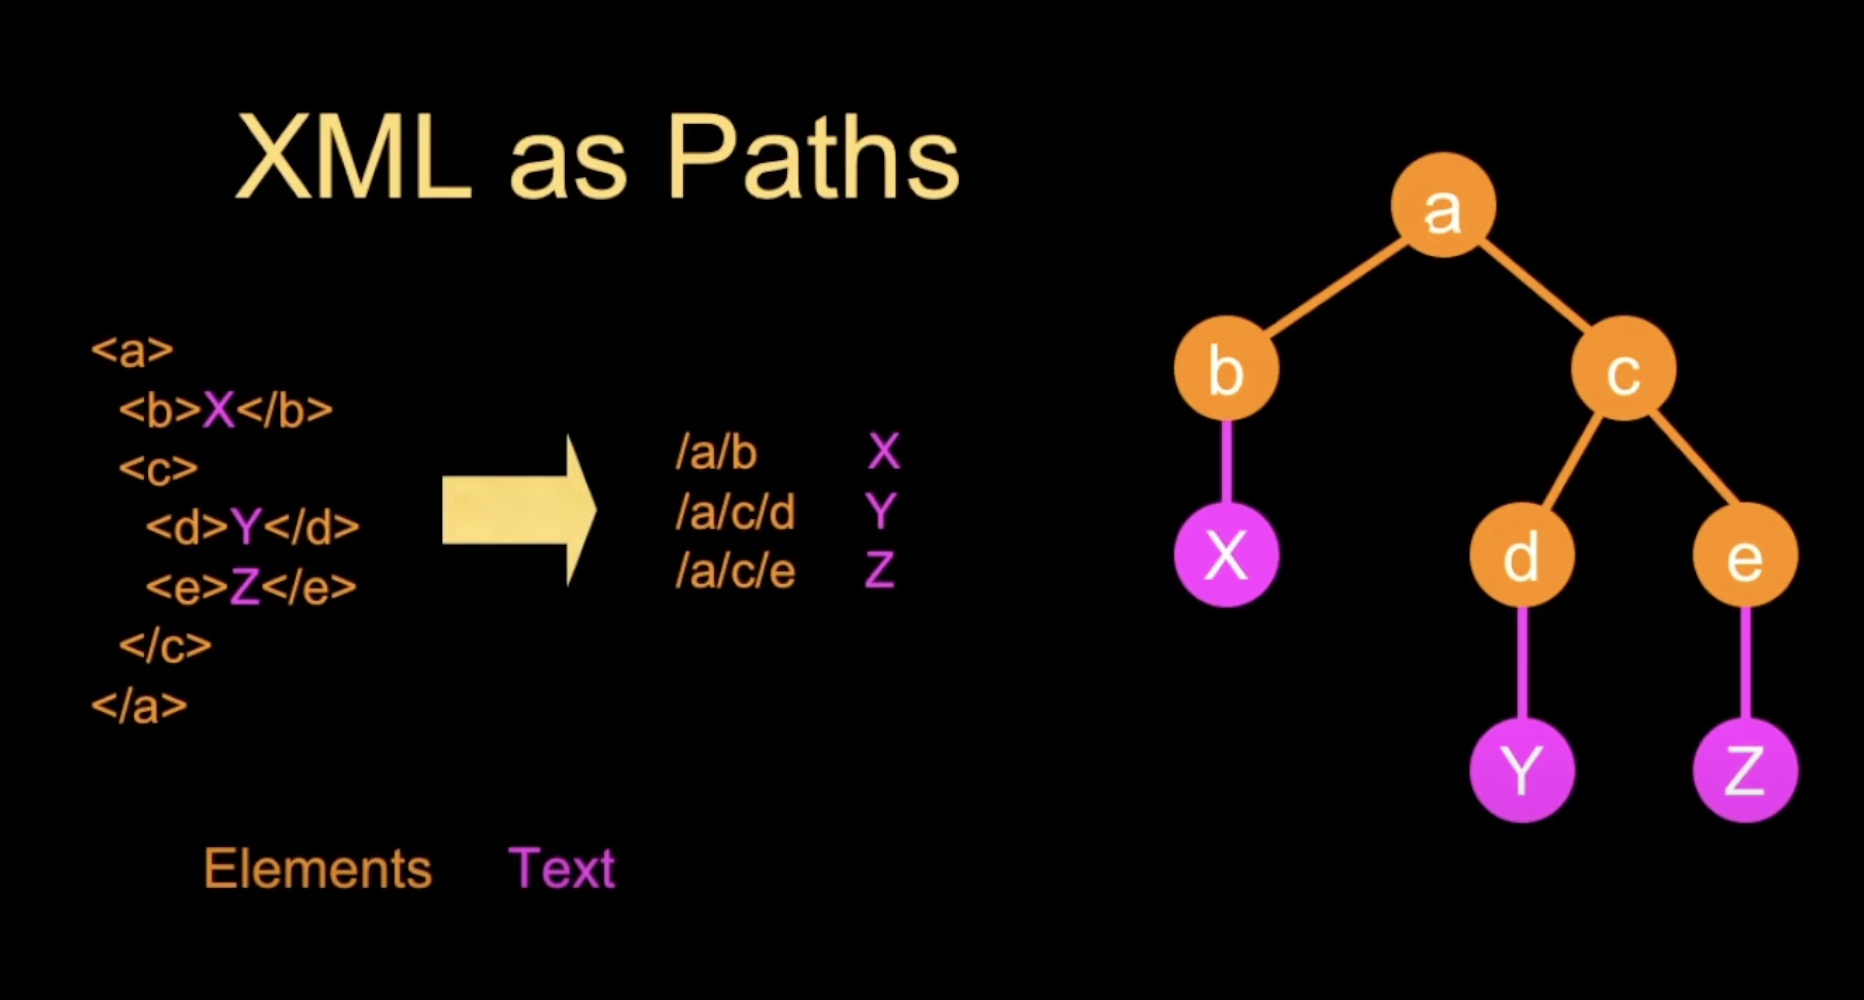 XML as Paths
<a>
<b>X</b>
<c>
<d>Y</d>
<e>Z</e>
</c>
</a>
/a/b X
/a/c/d Y
/a/c/e Z
Elements Text
a
b c
X d e
Y Z